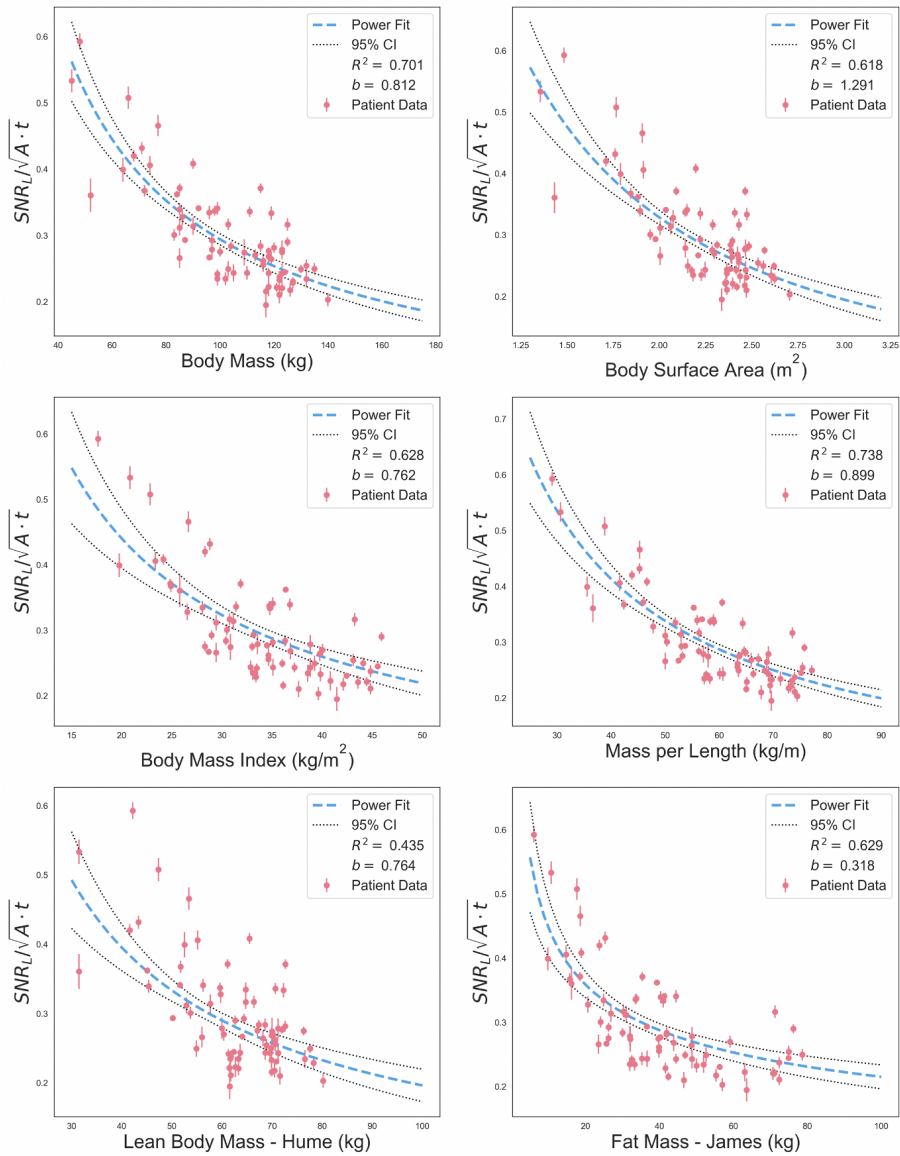 Power Fit
95% CI
R² = 0.701
b = 0.812
Patient Data
0.6
0.5
0.4
0.3
0.2
SNR_L/√A · t
40 60 80 100 120 140 160 180
Body Mass (kg)
Power Fit
95% CI
R² = 0.618
b = 1.291
Patient Data
0.6
0.5
0.4
0.3
0.2
SNR_L/√A · t
1.25 1.50 1.75 2.00 2.25 2.50 2.75 3.00 3.25
Body Surface Area (m²)
Power Fit
95% CI
R² = 0.628
b = 0.762
Patient Data
0.6
0.5
0.4
0.3
0.2
SNR_L/√A · t
15 20 25 30 35 40 45 50
Body Mass Index (kg/m²)
Power Fit
95% CI
R² = 0.738
b = 0.899
Patient Data
0.7
0.6
0.5
0.4
0.3
0.2
SNR_L/√A · t
30 40 50 60 70 80 90
Mass per Length (kg/m)
Power Fit
95% CI
R² = 0.435
b = 0.764
Patient Data
0.6
0.5
0.4
0.3
0.2
SNR_L/√A · t
30 40 50 60 70 80 90 100
Lean Body Mass - Hume (kg)
Power Fit
95% CI
R² = 0.629
b = 0.318
Patient Data
0.6
0.5
0.4
0.3
0.2
SNR_L/√A · t
20 40 60 80 100
Fat Mass - James (kg)